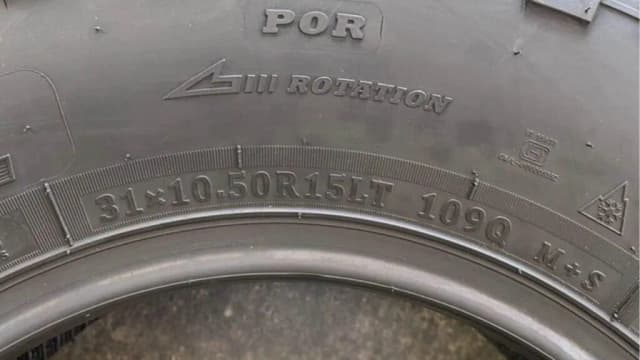 POR
ROTATION
31×10.50R15LT 109Q M+S